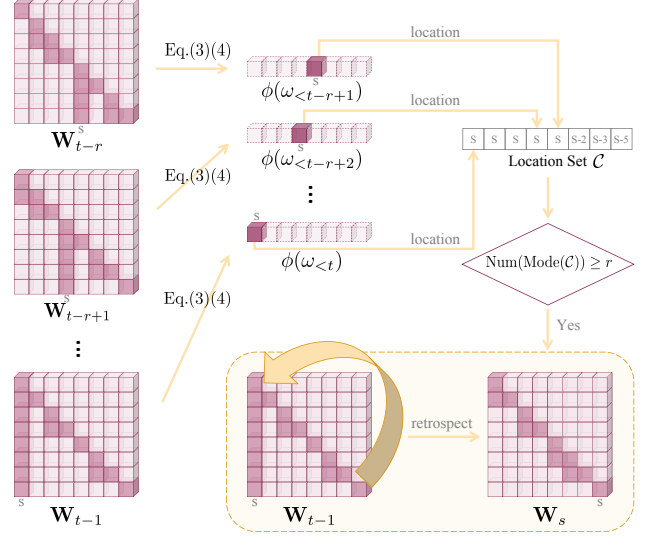 Eq.(3)(4)
location
S
ϕ(ω<t−r+1)
S
W_{t−r}
location
S
ϕ(ω<t−r+2)
S S S S S S-2 S-3 S-5
Location Set C
Eq.(3)(4)
⋮
S
location
ϕ(ω<t)
Num(Mode(C)) ≥ r
S
W_{t−r+1}
Eq.(3)(4)
⋮
Yes
retrospect
S
W_{t−1}
S
W_{t−1}
S
W_s